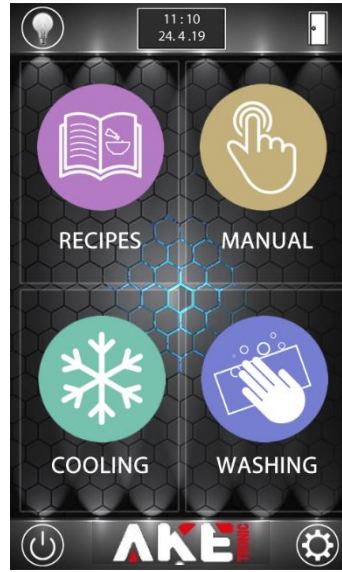 11 : 10
24. 4 .19
RECIPES
MANUAL
COOLING
WASHING
AKE